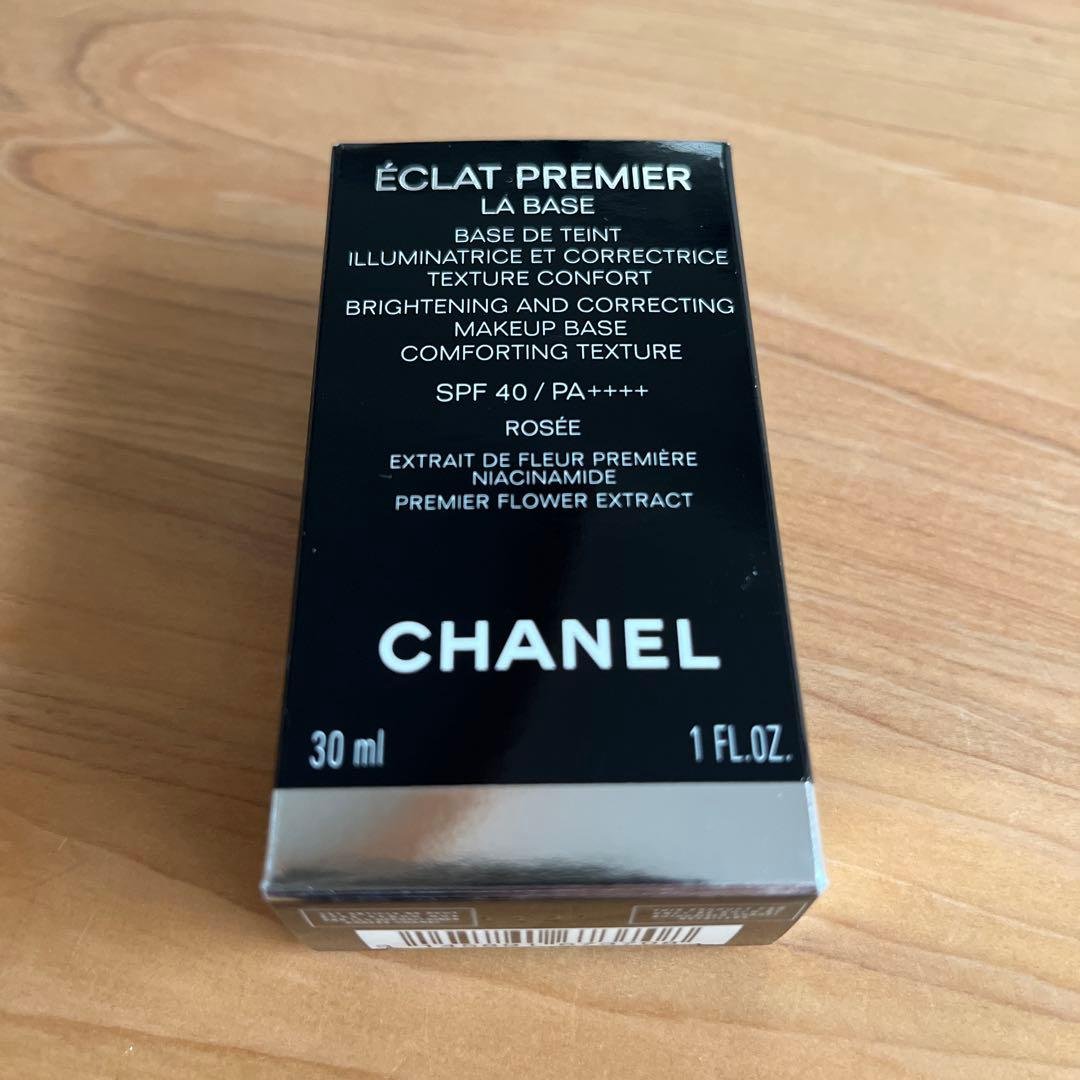 ÉCLAT PREMIER
LA BASE
BASE DE TEINT
ILLUMINATRICE ET CORRECTRICE
TEXTURE CONFORT
BRIGHTENING AND CORRECTING
MAKEUP BASE
COMFORTING TEXTURE
SPF 40 / PA++++
ROSÉE
EXTRAIT DE FLEUR PREMIÈRE
NIACINAMIDE
PREMIER FLOWER EXTRACT
CHANEL
30 ml 1 FL.OZ.